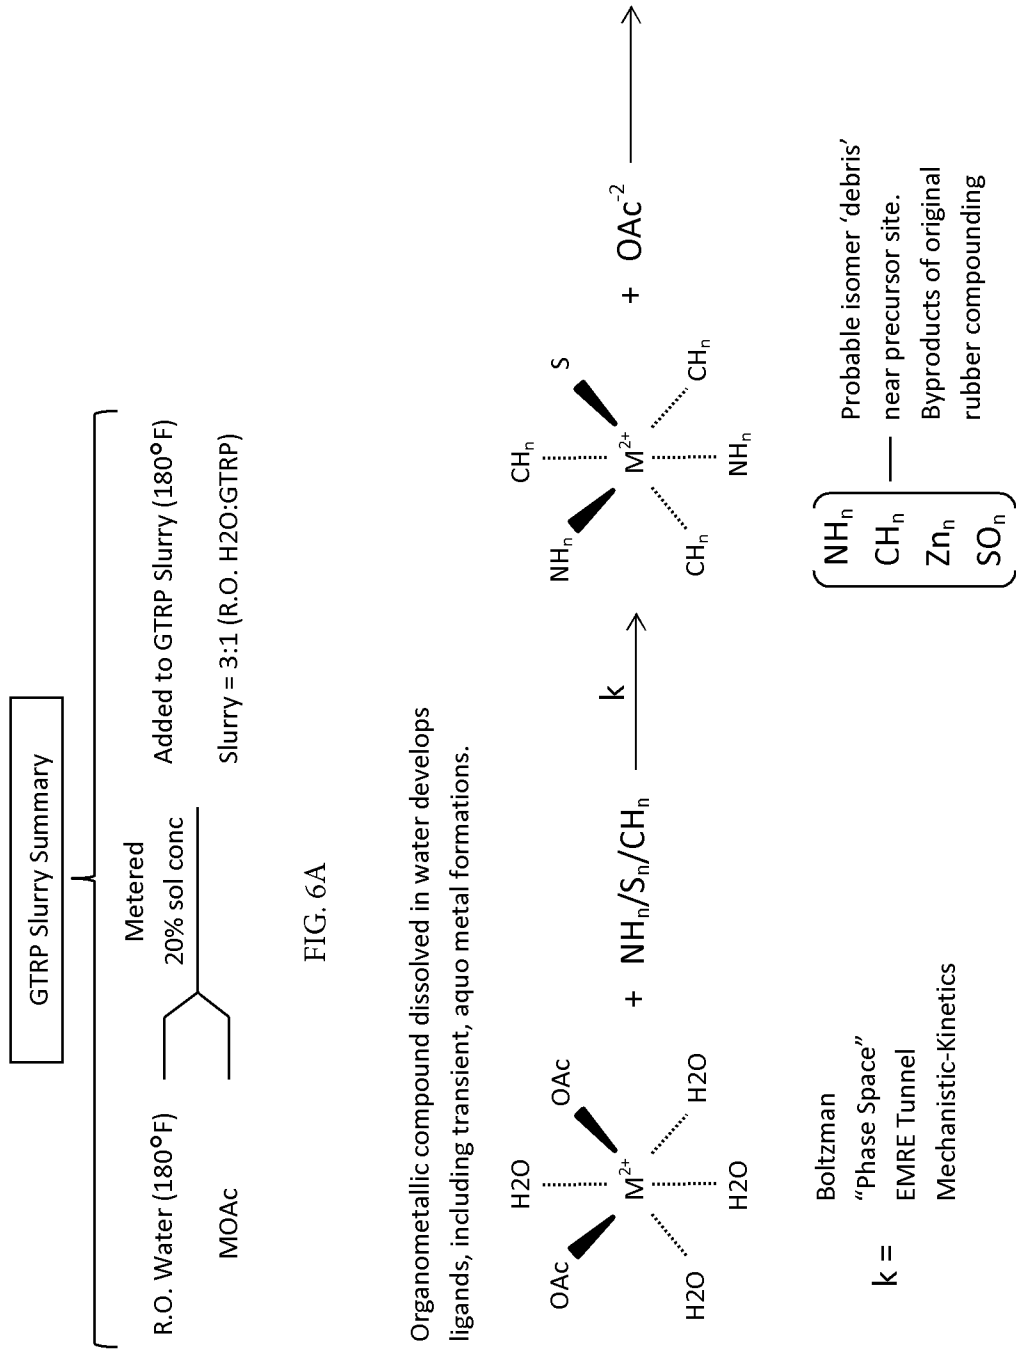 GTRP Slurry Summary
R.O. Water (180°F)
MOAc
Metered
20% sol conc
Added to GTRP Slurry (180°F)
Slurry = 3:1 (R.O. H2O:GTRP)
FIG. 6A
Organometallic compound dissolved in water develops
ligands, including transient, aquo metal formations.
H2O
OAc
OAc
M²⁺
H2O
H2O
H2O
+ NHₙ/Sₙ/CHₙ
k
CHₙ
NHₙ
S
M²⁺
CHₙ
CHₙ
NHₙ
+ OAc⁻²
k =
Boltzman
“Phase Space”
EMRE Tunnel
Mechanistic-Kinetics
NHₙ
CHₙ
Znₙ
SOₙ
Probable isomer ‘debris’
near precursor site.
Byproducts of original
rubber compounding